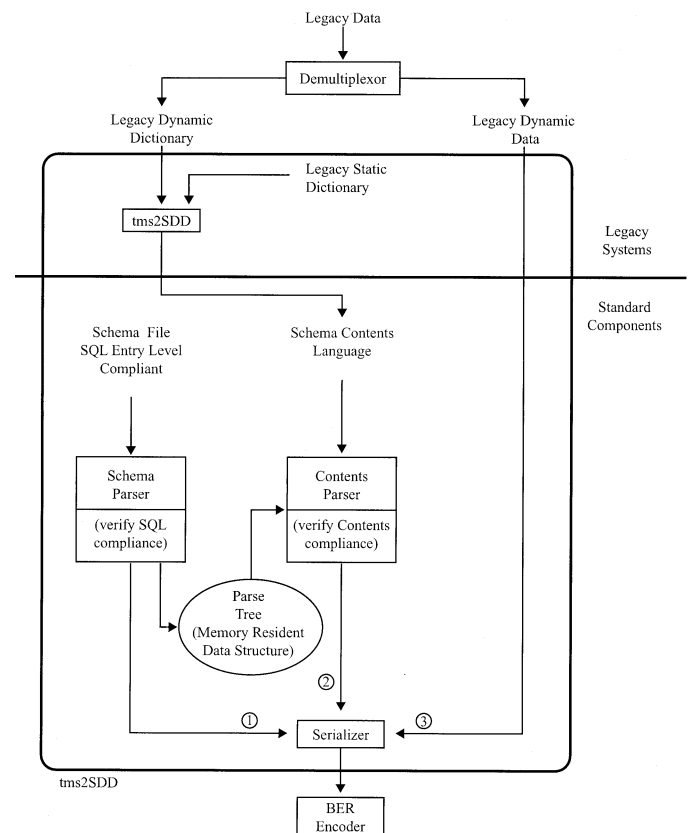 Legacy Data
Demultiplexor
Legacy Dynamic
Dictionary
Legacy Dynamic
Data
Legacy Static
Dictionary
tms2SDD
Legacy
Systems
Standard
Components
Schema File
SQL Entry Level
Compliant
Schema Contents
Language
Schema
Parser
(verify SQL
compliance)
Contents
Parser
(verify Contents
compliance)
Parse
Tree
(Memory Resident
Data Structure)
2
1
3
Serializer
tms2SDD
BER
Encoder